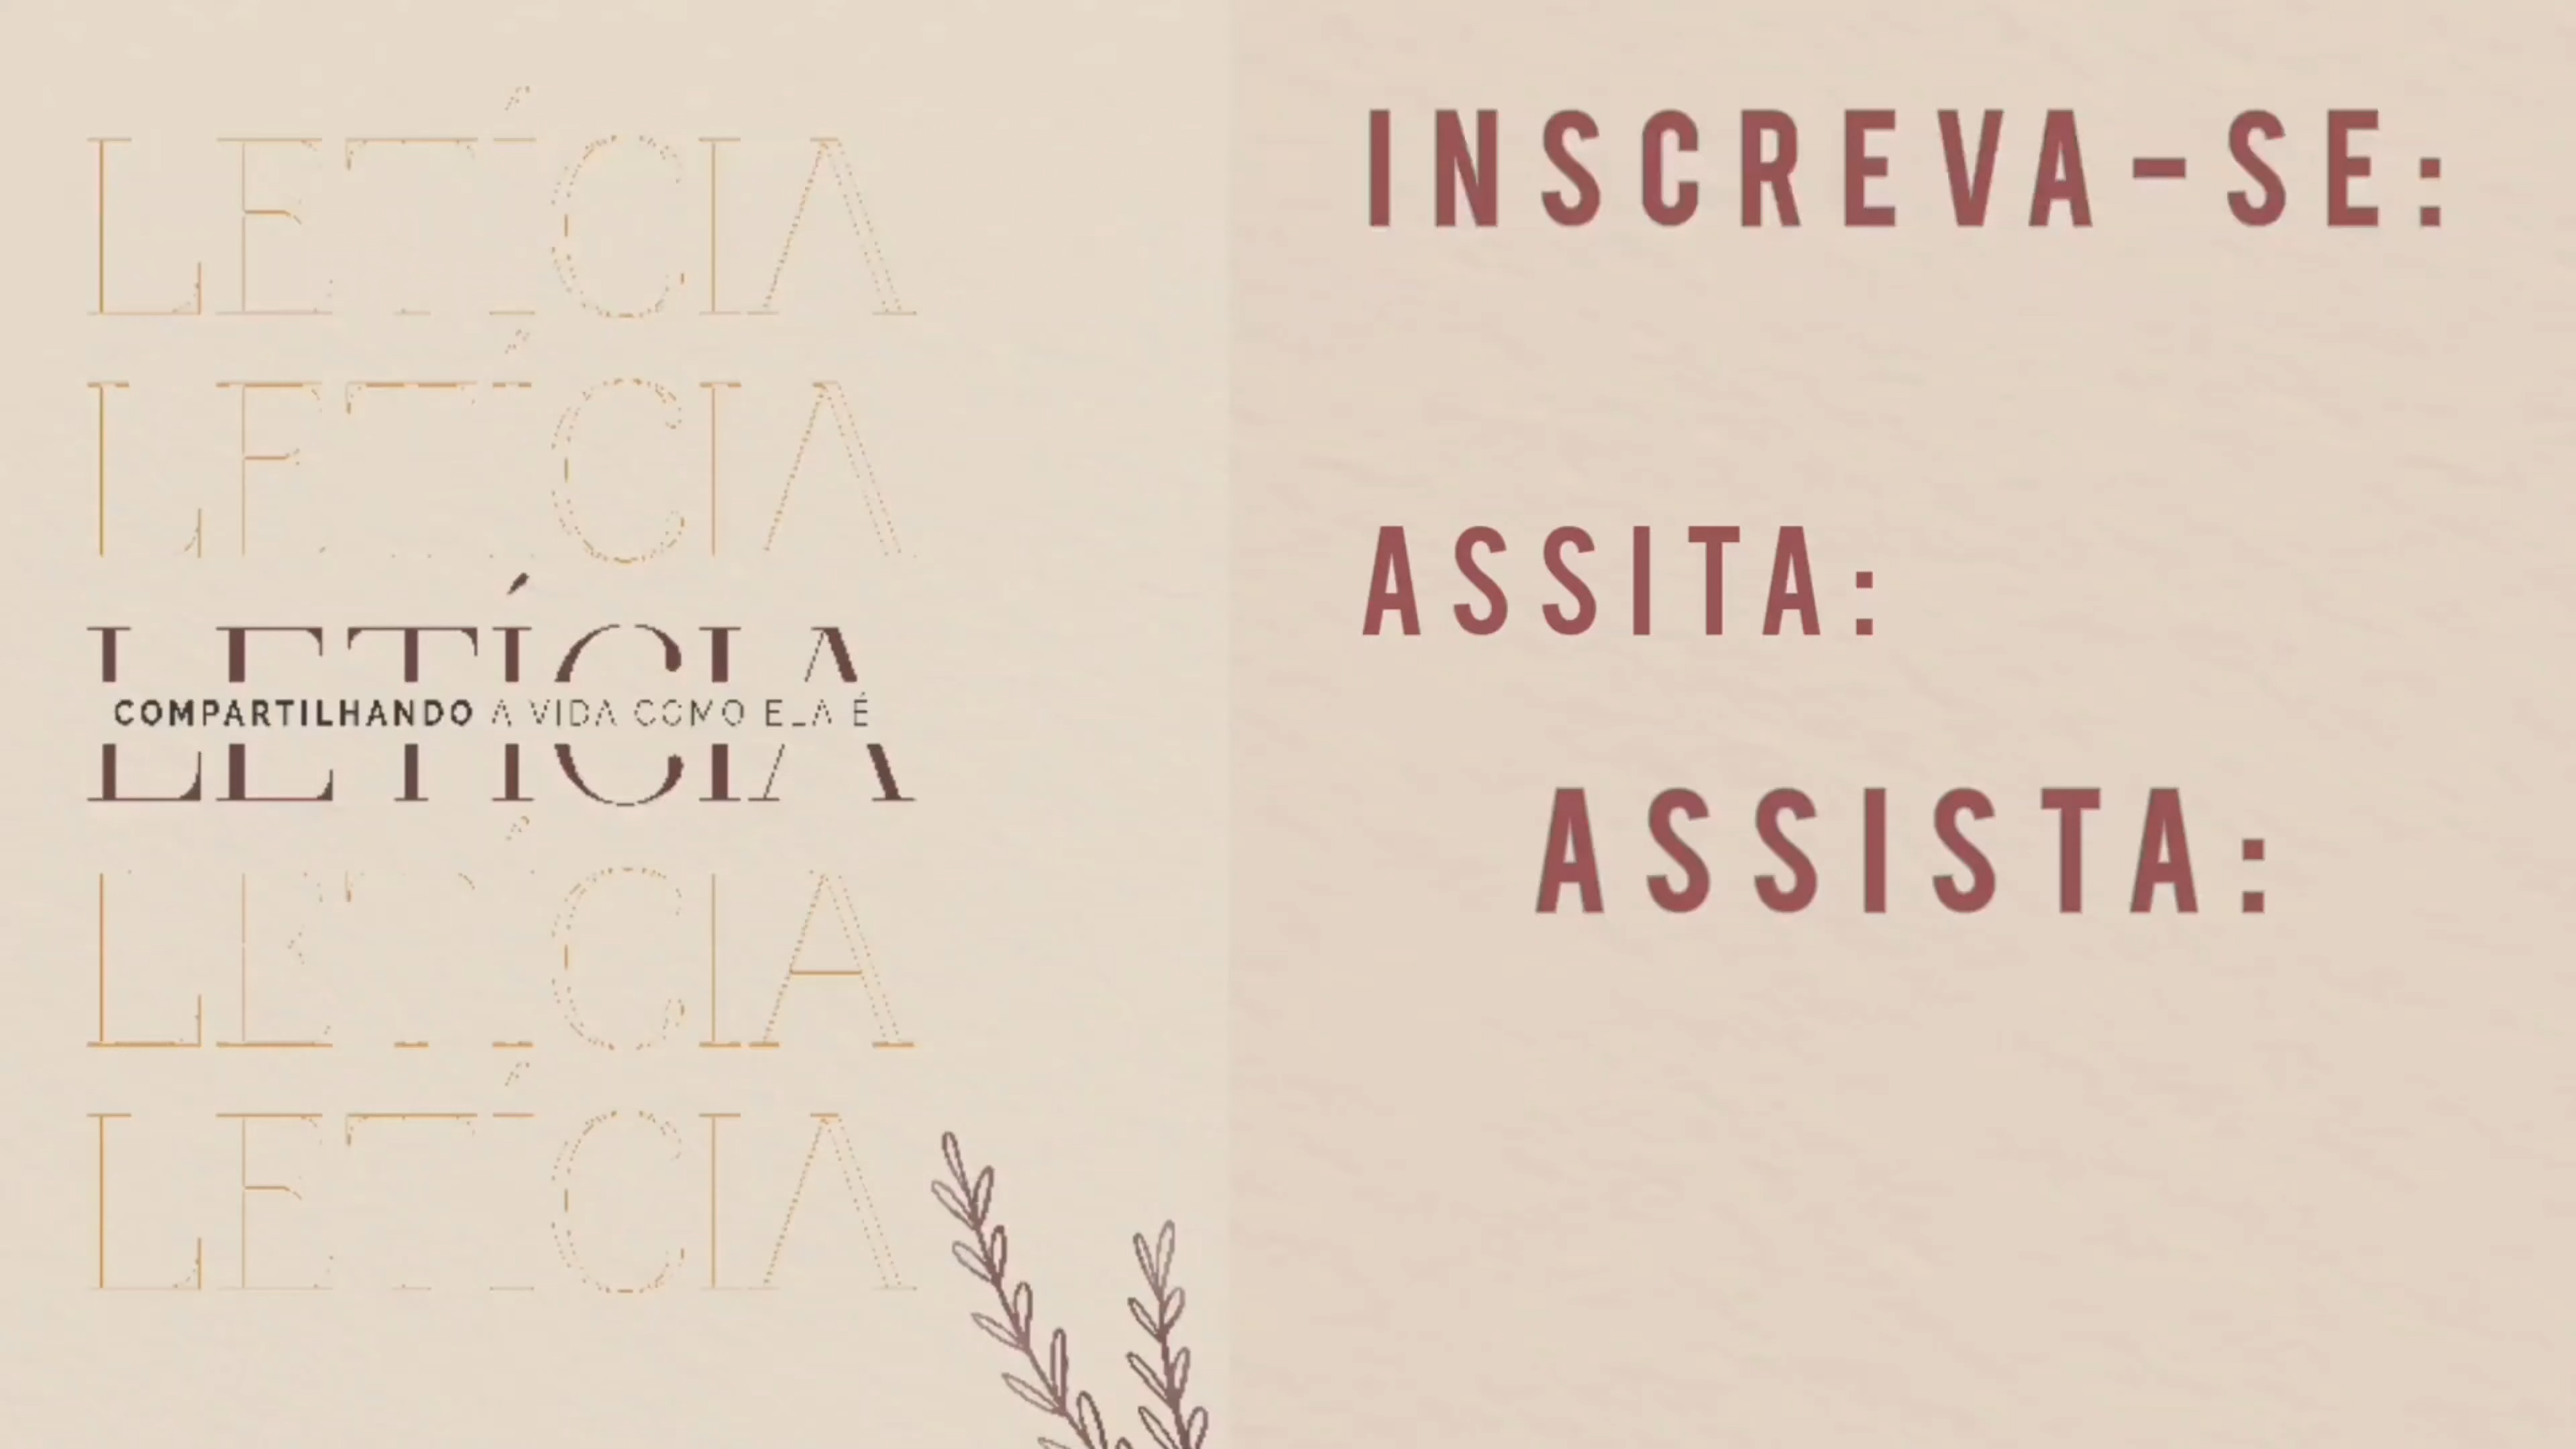 LETÍCIA
LETÍCIA
LETÍCIA
COMPARTILHANDO A VIDA COMO ELA É
LETÍCIA
LETÍCIA
INSCREVA-SE:
ASSITA:
ASSISTA: